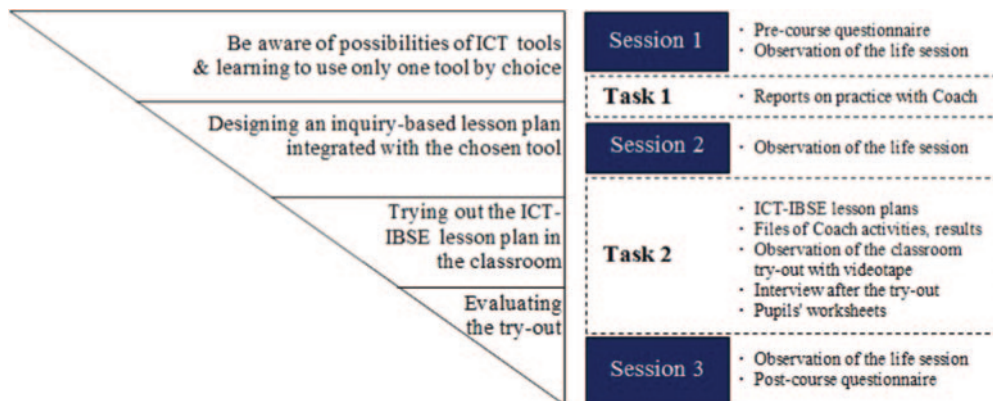 Be aware of possibilities of ICT tools
& learning to use only one tool by choice
Designing an inquiry-based lesson plan
integrated with the chosen tool
Trying out the ICT-
IBSE lesson plan in
the classroom
Evaluating
the try-out
Session 1
· Pre-course questionnaire
· Observation of the life session
Task 1
· Reports on practice with Coach
Session 2
· Observation of the life session
Task 2
· ICT-IBSE lesson plans
· Files of Coach activities, results
· Observation of the classroom
try-out with videotape
· Interview after the try-out
· Pupils' worksheets
Session 3
· Observation of the life session
· Post-course questionnaire